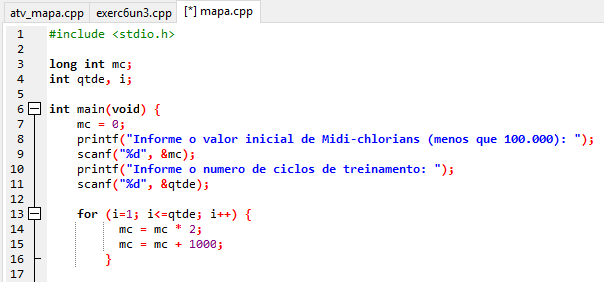 atv_mapa.cpp exerc6un3.cpp [*] mapa.cpp
1 #include <stdio.h>
2
3 long int mc;
4 int qtde, i;
5
6 int main(void) {
7 mc = 0;
8 printf("Informe o valor inicial de Midi-chlorians (menos que 100.000): ");
9 scanf("%d", &mc);
10 printf("Informe o numero de ciclos de treinamento: ");
11 scanf("%d", &qtde);
12
13 for (i=1; i<=qtde; i++) {
14 mc = mc * 2;
15 mc = mc + 1000;
16 }
17